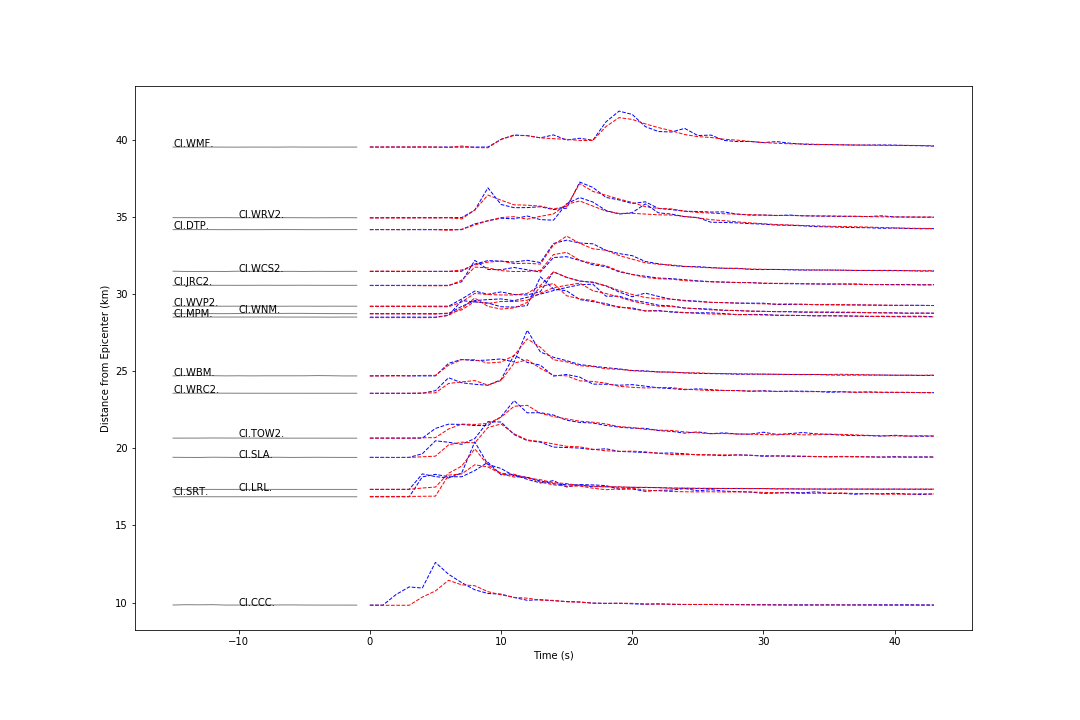 40
CI.WMF.
35
CI.WRV2.
CI.DTP.
CI.WCS2.
CI.JRC2.
30
CI.WVP2.
CI.WNM.
CI.MPM.
25
CI.WBM.
CI.WRC2.
CI.TOW2.
20
CI.SLA.
CI.LRL.
CI.SRT.
15
10
CI.CCC.
Distance from Epicenter (km)
−10 0 10 20 30 40
Time (s)